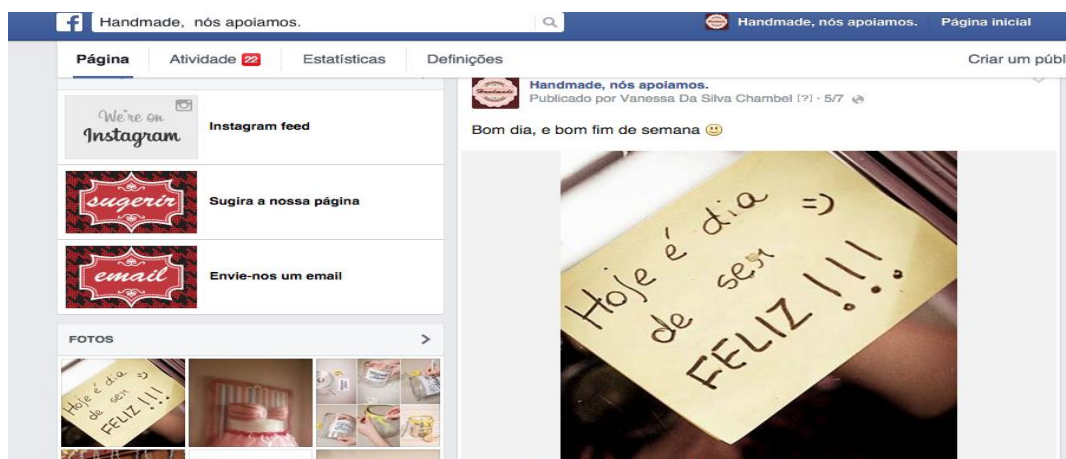 Handmade, nós apoiamos.
Handmade, nós apoiamos. Página inicial
Página Atividade 22 Estatísticas Definições Criar um públ
We're on
Instagram
Instagram feed
sugerir
Sugira a nossa página
email
Envie-nos um email
FOTOS
Hoje é dia =)
de ser
FELIZ!!!
Handmade
Handmade, nós apoiamos.
Publicado por Vanessa Da Silva Chambel [?] · 5/7
Bom dia, e bom fim de semana
Hoje é dia =)
de ser
FELIZ!!!